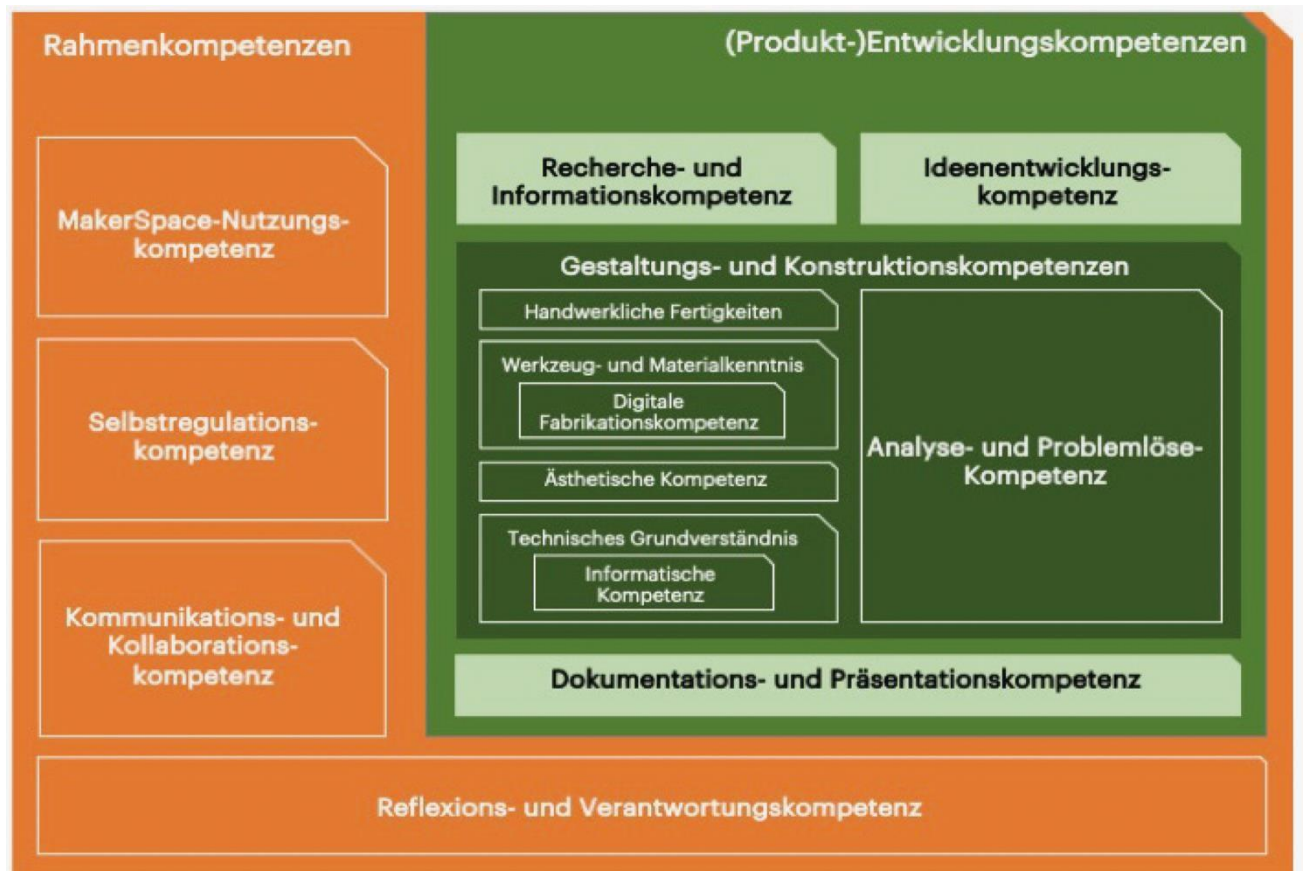 Rahmenkompetenzen
MakerSpace-Nutzungs-
kompetenz
Selbstregulations-
kompetenz
Kommunikations- und
Kollaborations-
kompetenz
(Produkt-)Entwicklungskompetenzen
Recherche- und
Informationskompetenz
Ideenentwicklungs-
kompetenz
Gestaltungs- und Konstruktionskompetenzen
Handwerkliche Fertigkeiten
Werkzeug- und Materialkenntnis
Digitale
Fabrikationskompetenz
Ästhetische Kompetenz
Technisches Grundverständnis
Informatische
Kompetenz
Analyse- und Problemlöse-
Kompetenz
Dokumentations- und Präsentationskompetenz
Reflexions- und Verantwortungskompetenz